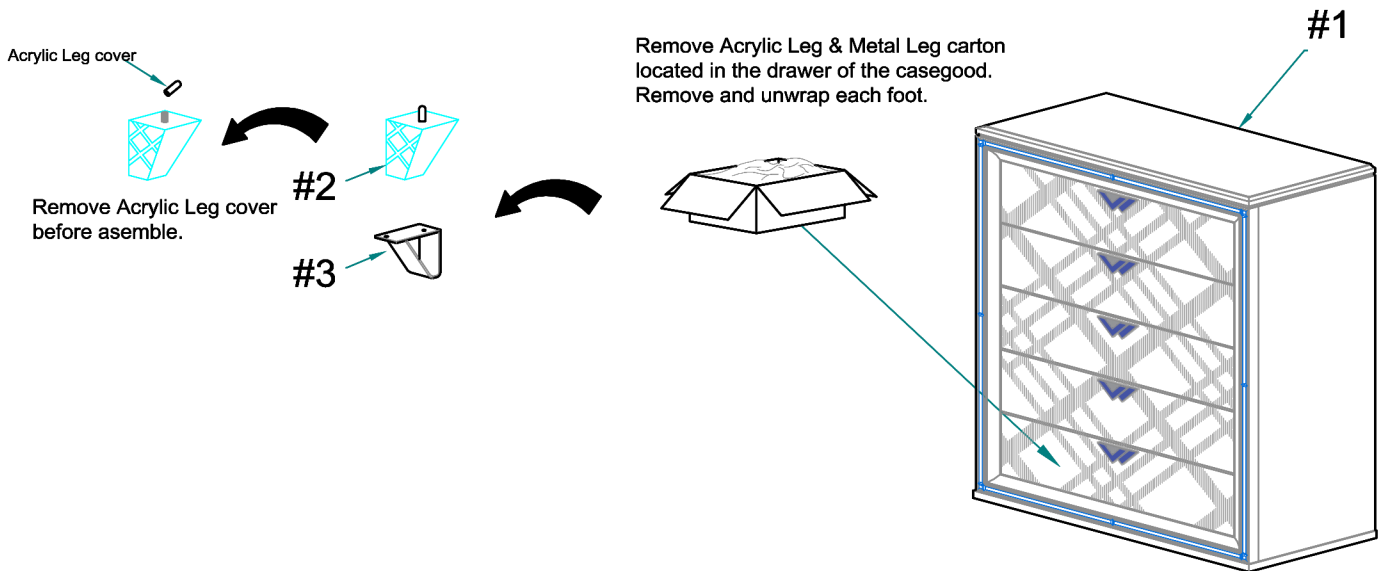 #1
Remove Acrylic Leg & Metal Leg carton
located in the drawer of the casegood.
Remove and unwrap each foot.
Acrylic Leg cover
#2
Remove Acrylic Leg cover
before asemble.
#3